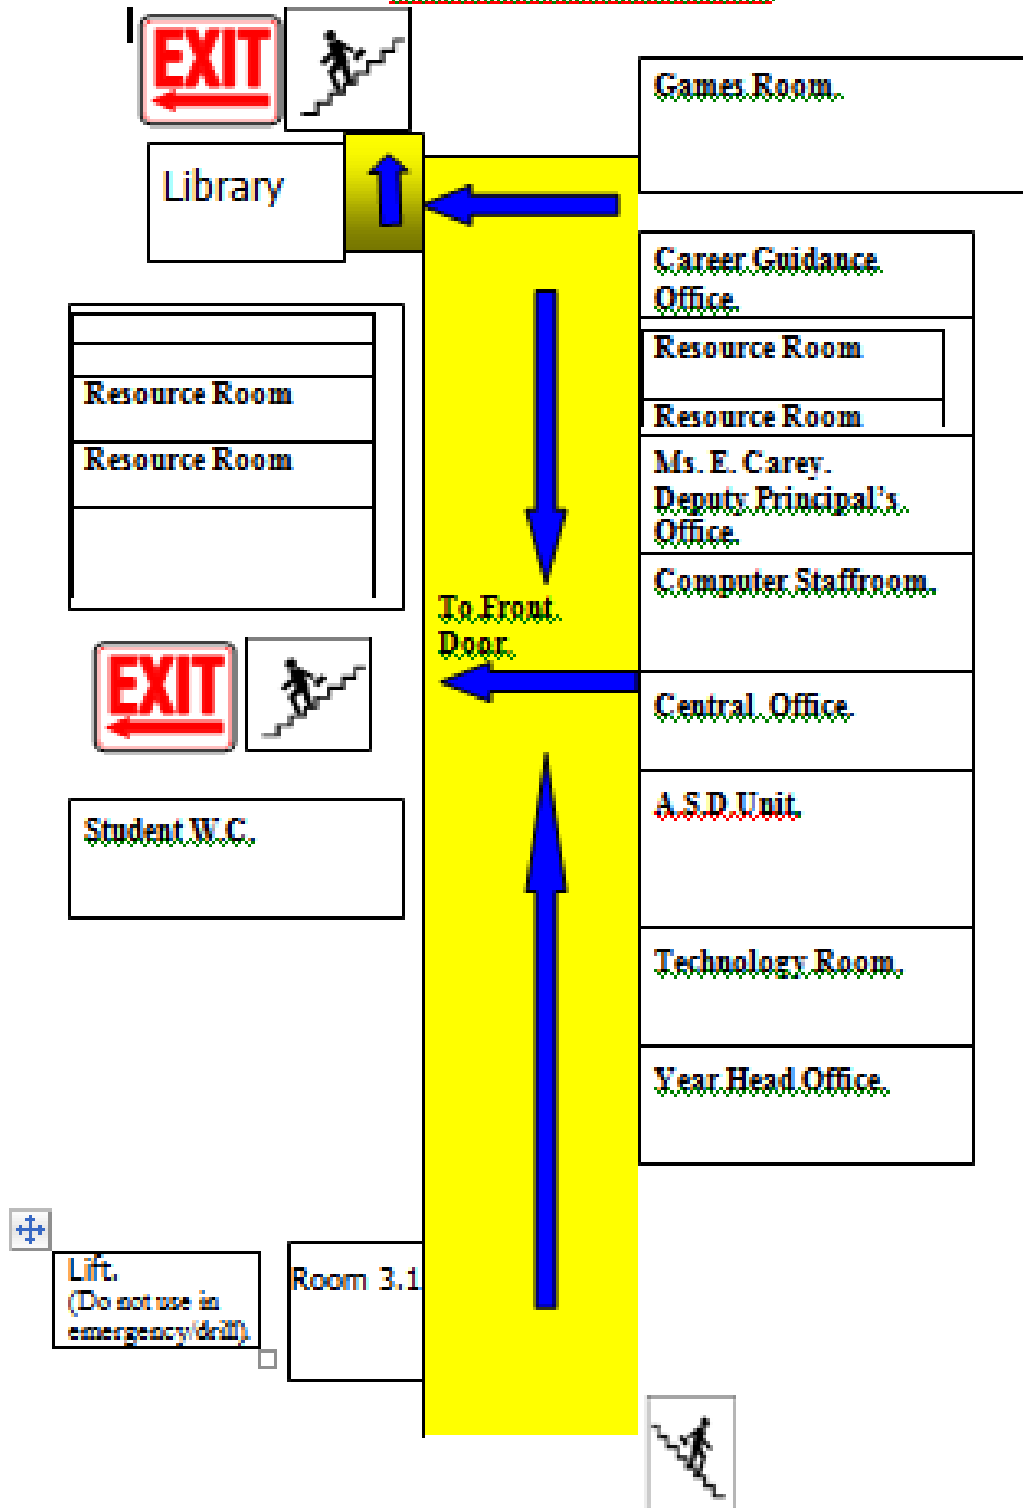 EXIT
Games Room.
Library
Career Guidance
Office.
Resource Room
Resource Room
Resource Room
Resource Room
Ms. E. Carey.
Deputy Principal's
Office.
Computer Staffroom.
To Front
Door.
EXIT
Central Office.
A.S.D.Unit.
Student W.C.
Technology Room.
Year Head Office.
Lift.
(Do not use in
emergency/drill).
Room 3.1